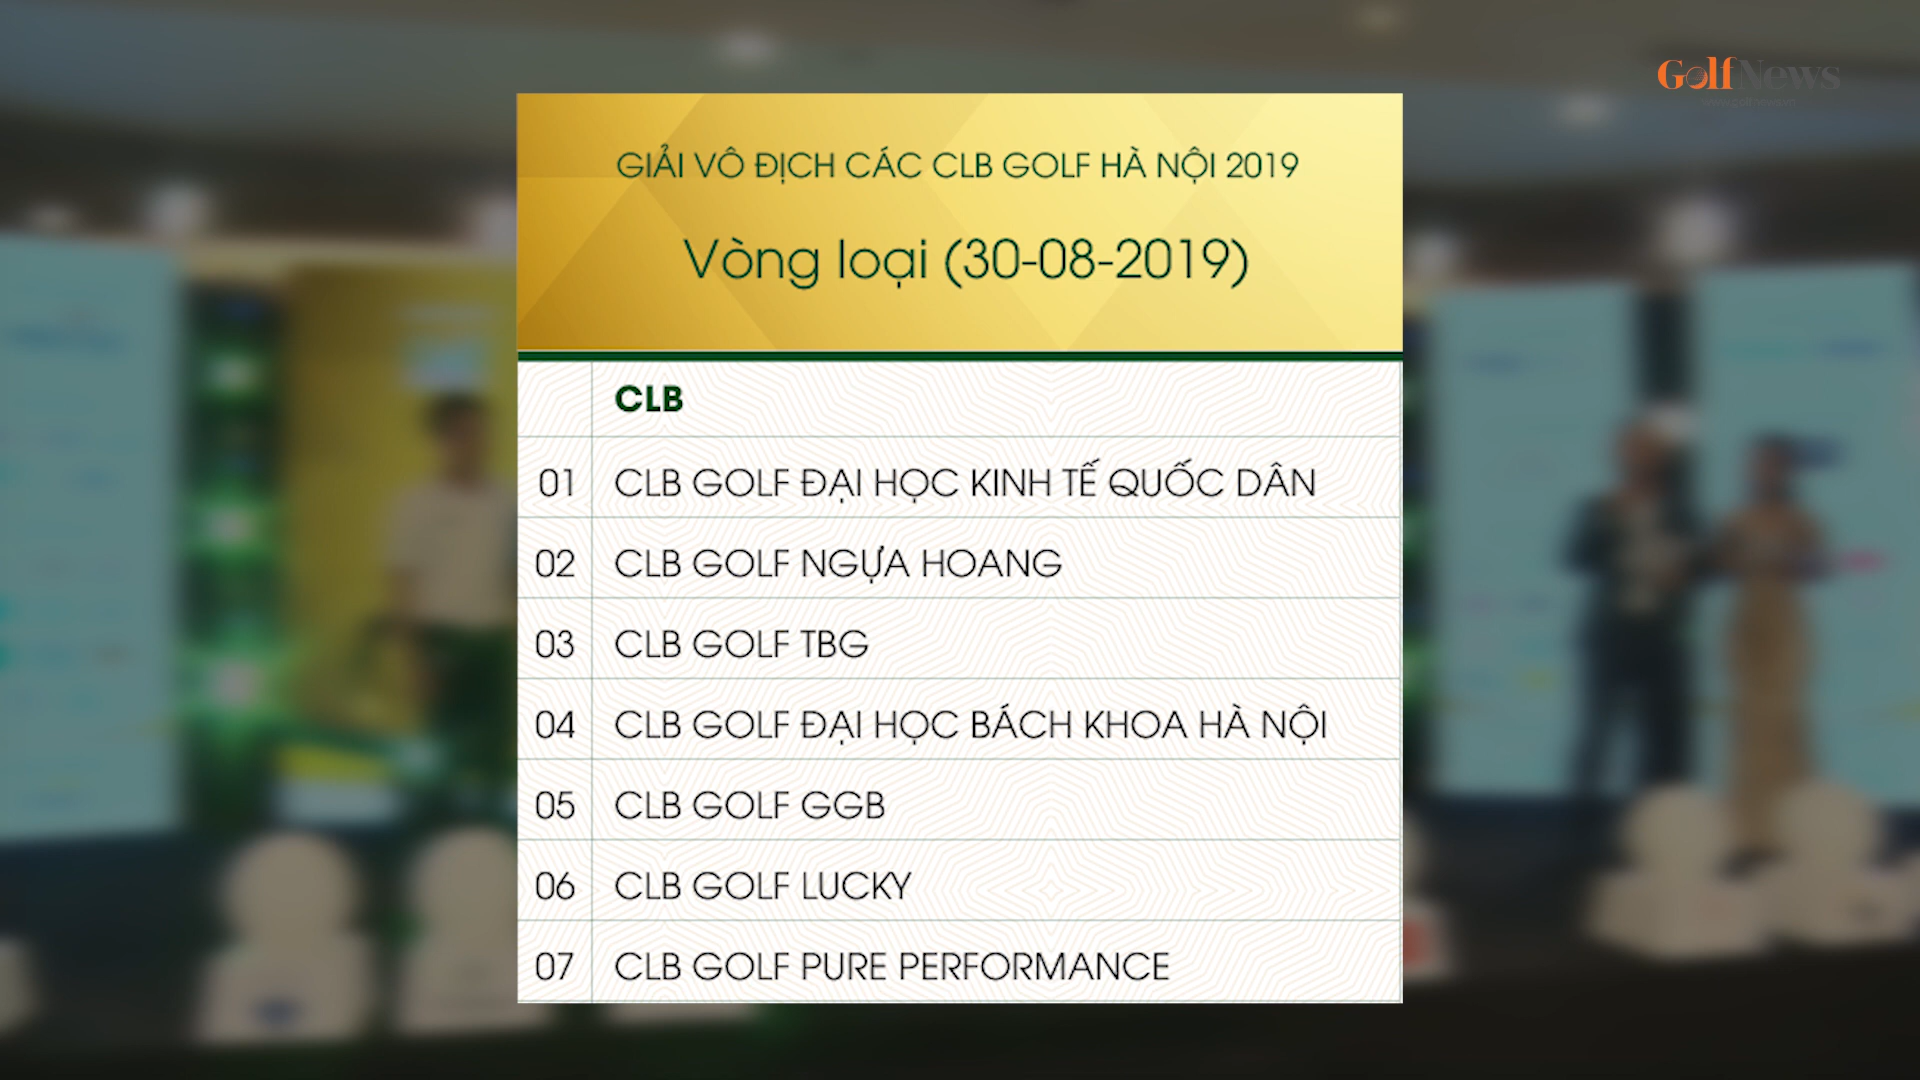 GolfNews
GIẢI VÔ ĐỊCH CÁC CLB GOLF HÀ NỘI 2019
Vòng loại (30-08-2019)
CLB
01 CLB GOLF ĐẠI HỌC KINH TẾ QUỐC DÂN
02 CLB GOLF NGỰA HOANG
03 CLB GOLF TBG
04 CLB GOLF ĐẠI HỌC BÁCH KHOA HÀ NỘI
05 CLB GOLF GGB
06 CLB GOLF LUCKY
07 CLB GOLF PURE PERFORMANCE